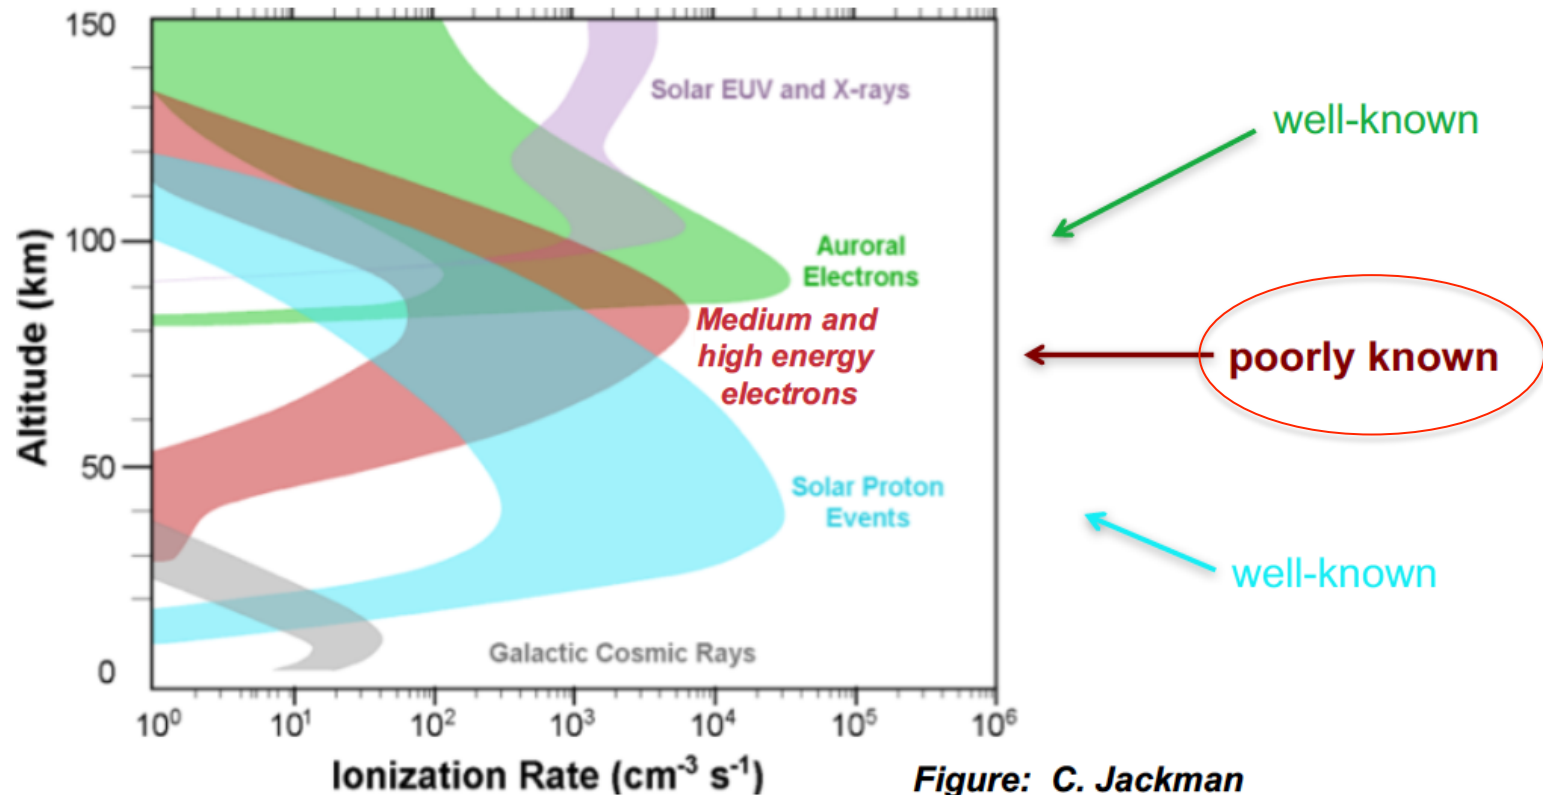 150
Solar EUV and X-rays
well-known
100
Auroral
Electrons
Medium and
high energy
electrons
poorly known
Altitude (km)
50
Solar Proton
Events
well-known
Galactic Cosmic Rays
0
10⁰ 10¹ 10² 10³ 10⁴ 10⁵ 10⁶
Ionization Rate (cm⁻³ s⁻¹)
Figure: C. Jackman